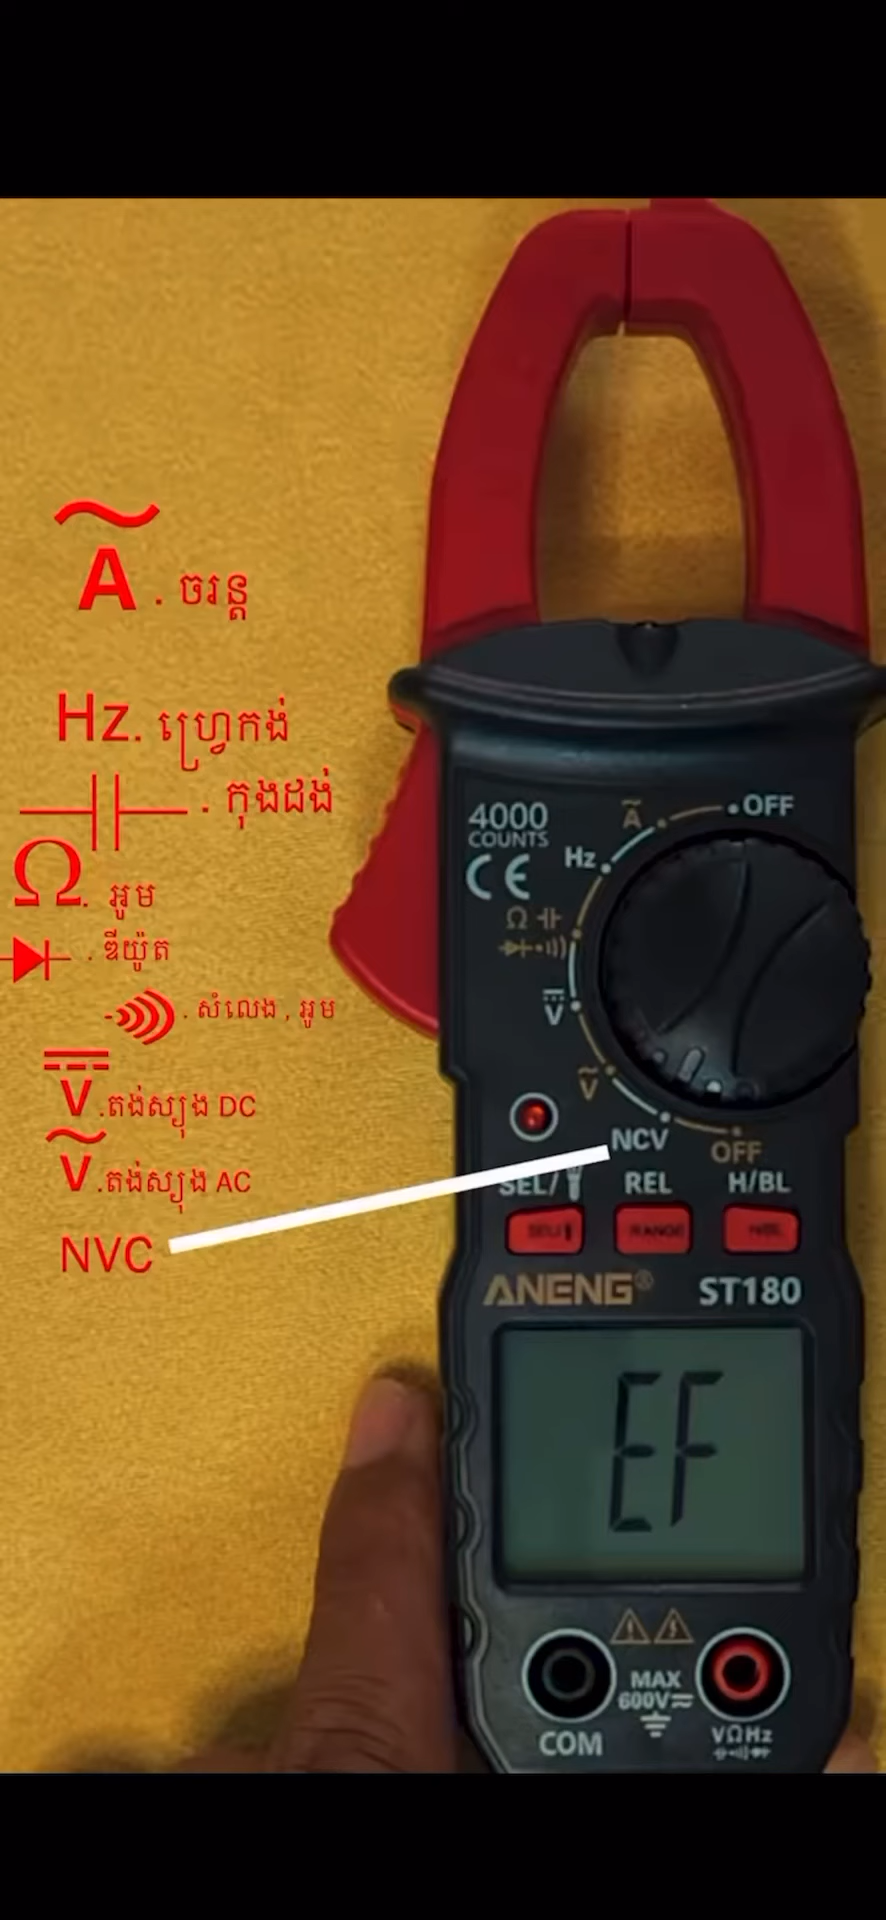 A . ចរន្ត
Hz. ហ្វ្រេកង់
. កុងដង់
Ω. អូម
. ឌីយ៉ូត
. សំលេង , អូម
V .តង់ស្យុង DC
V .តង់ស្យុង AC
NVC
4000
COUNTS
CE
A
OFF
Hz
Ω
V
V
NCV
OFF
SEL/
REL
H/BL
RANGE
ANENG®
ST180
EF
MAX
600V
COM
VΩHz